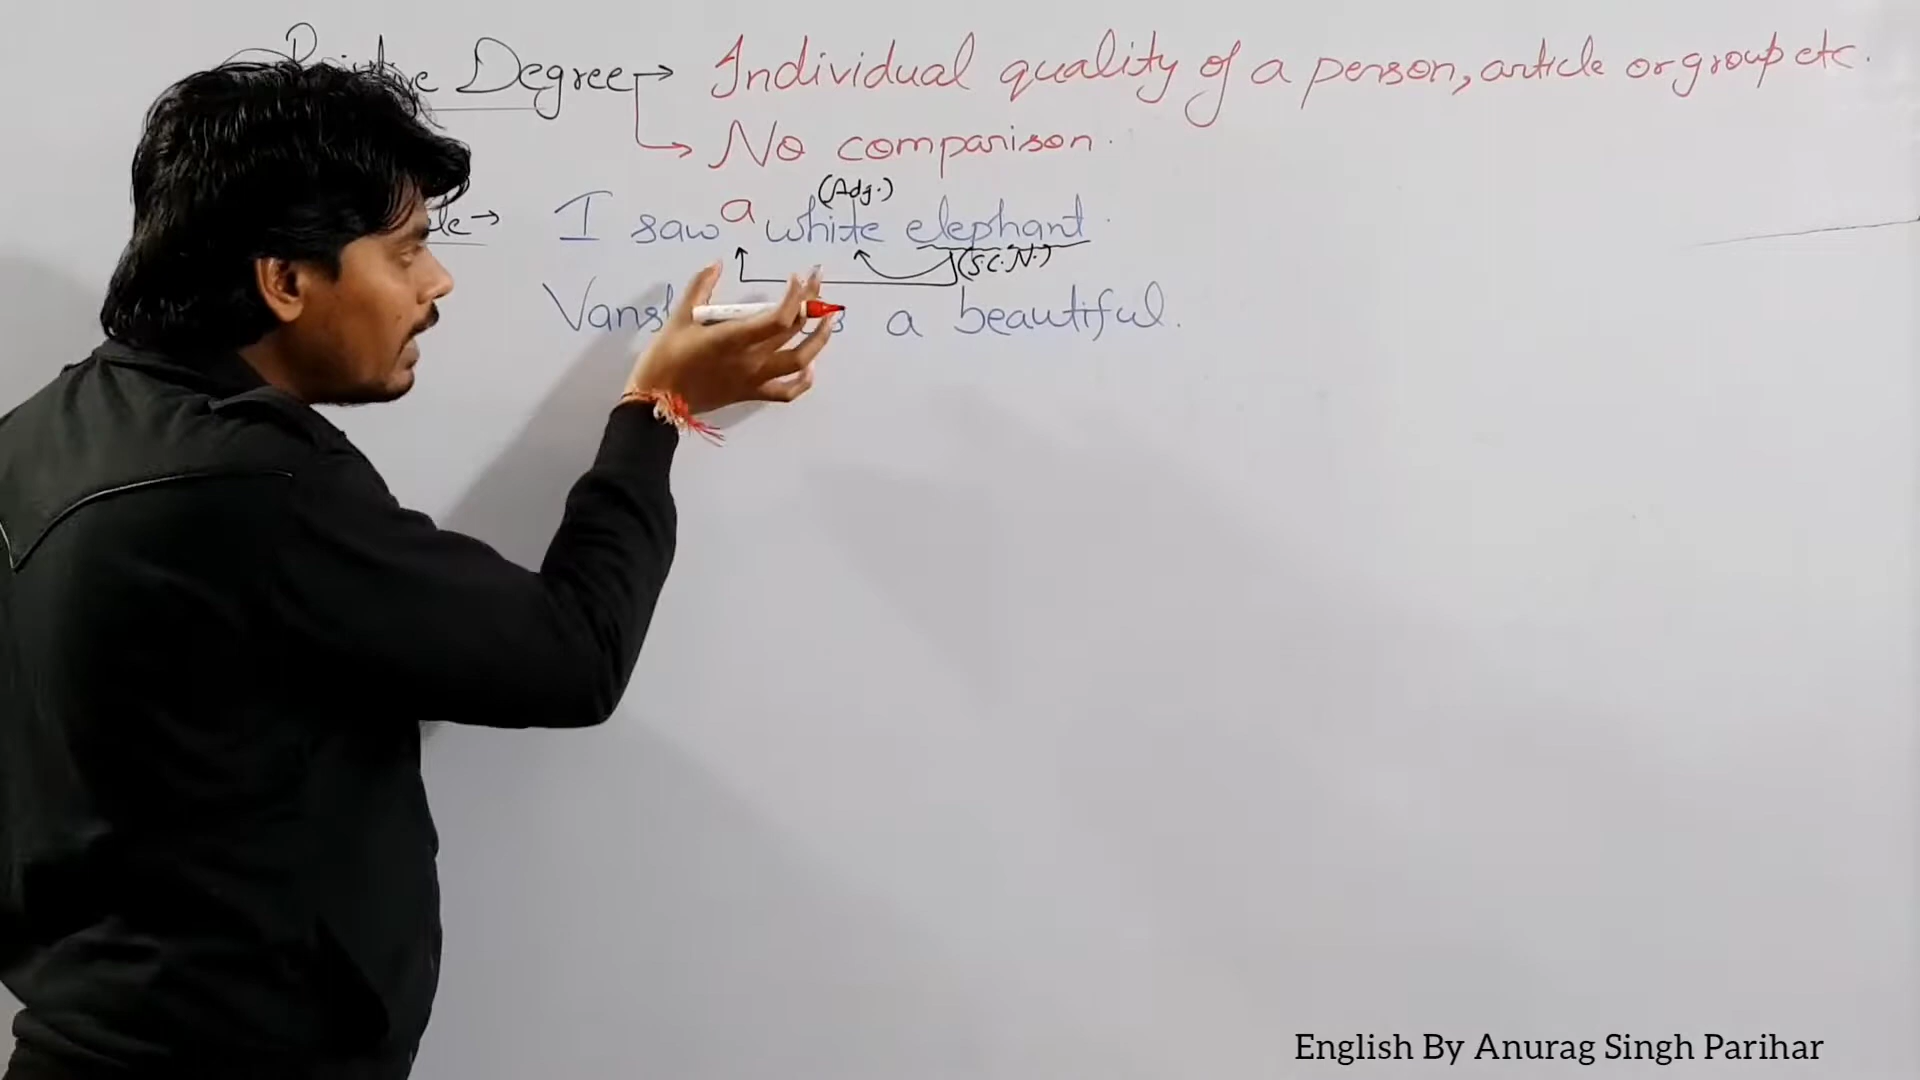 Degree → Individual quality of a person, article or group etc.
→ No comparison.
(Adj.)
→ I saw a white elephant.
(S.C.N.)
a beautiful.
English By Anurag Singh Parihar